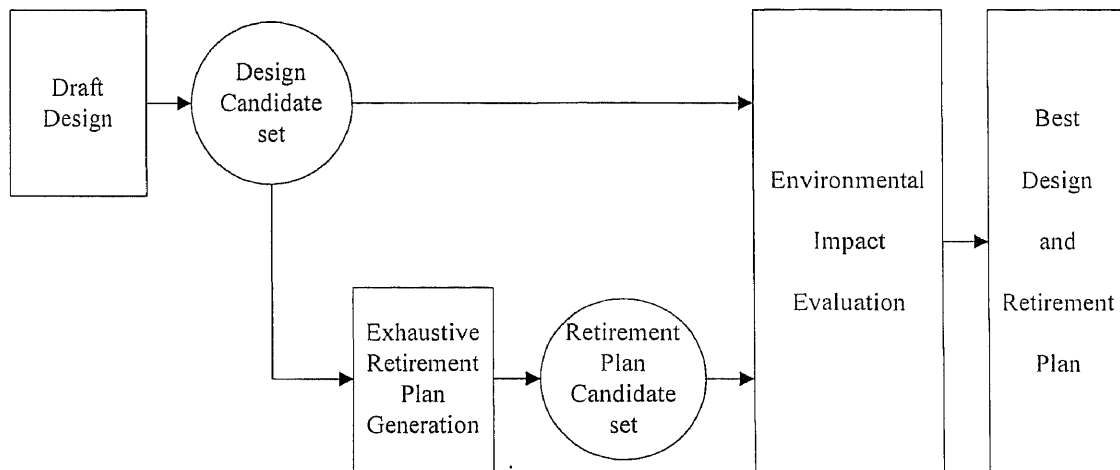 Draft
Design
Design
Candidate
set
Exhaustive
Retirement
Plan
Generation
Retirement
Plan
Candidate
set
Environmental
Impact
Evaluation
Best
Design
and
Retirement
Plan